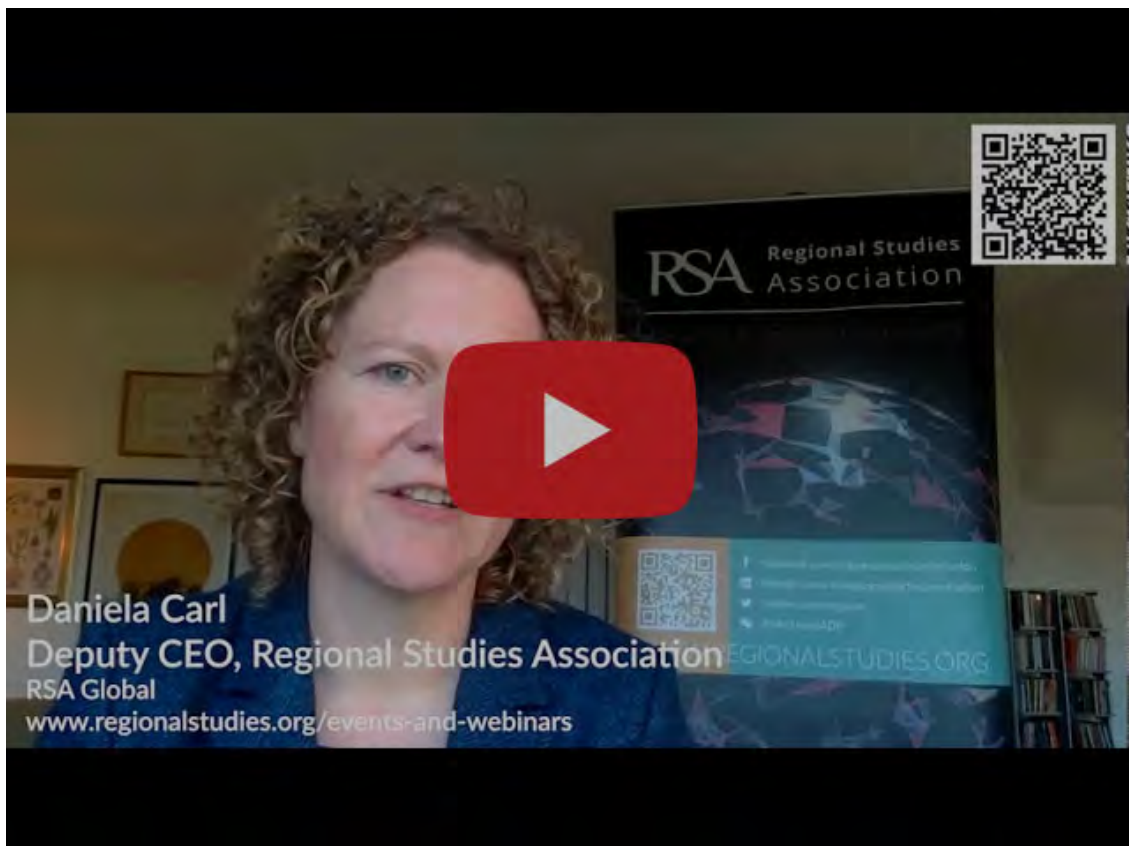 RSA Regional Studies
Association
Daniela Carl
Deputy CEO, Regional Studies Association
EGIONALSTUDIES.ORG
RSA Global
www.regionalstudies.org/events-and-webinars